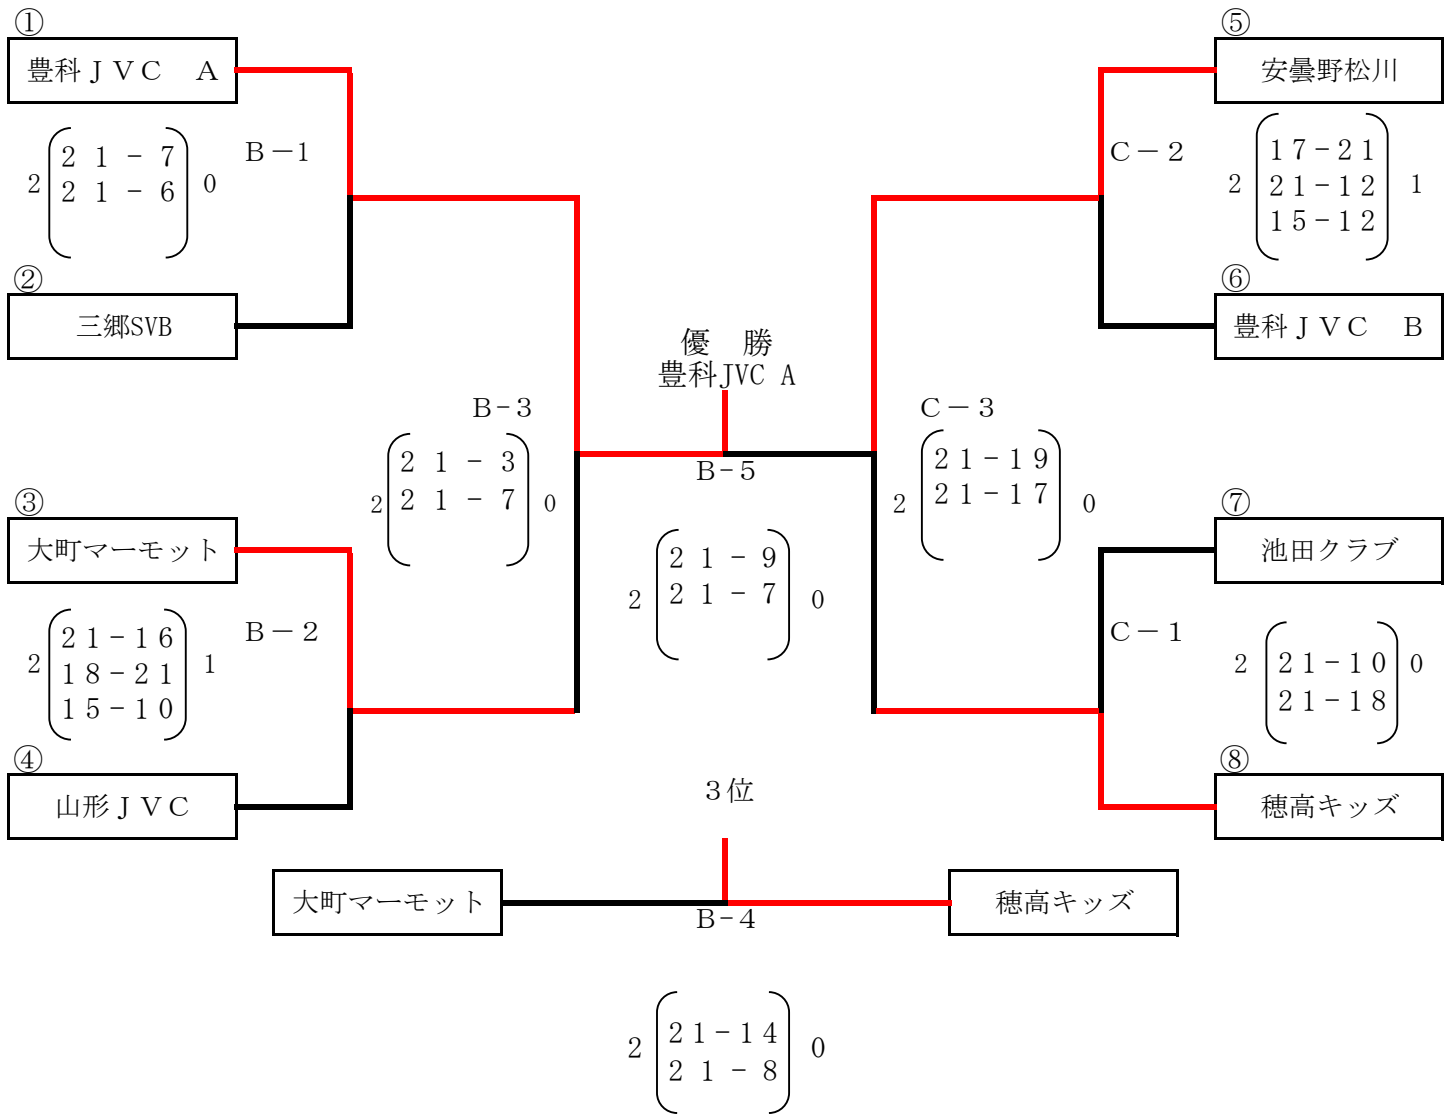 ①
豊科ＪＶＣ　Ａ
Ｂ－1
2
２１－７
２１－６
0
②
三郷SVB
③
大町マーモット
Ｂ－２
2
２１－１６
１８－２１
１５－１０
1
④
山形ＪＶＣ
Ｂ-３
2
２１－３
２１－７
0
優　勝
豊科JVC A
Ｂ-５
2
２１－９
２１－７
0
Ｃ－３
2
２１－１９
２１－１７
0
⑤
安曇野松川
Ｃ－２
2
１７－２１
２１－１２
１５－１２
1
⑥
豊科ＪＶＣ　Ｂ
⑦
池田クラブ
Ｃ－１
2
２１－１０
２１－１８
0
⑧
穂高キッズ
３位
大町マーモット
Ｂ-４
穂高キッズ
2
２１－１４
２１－８
0